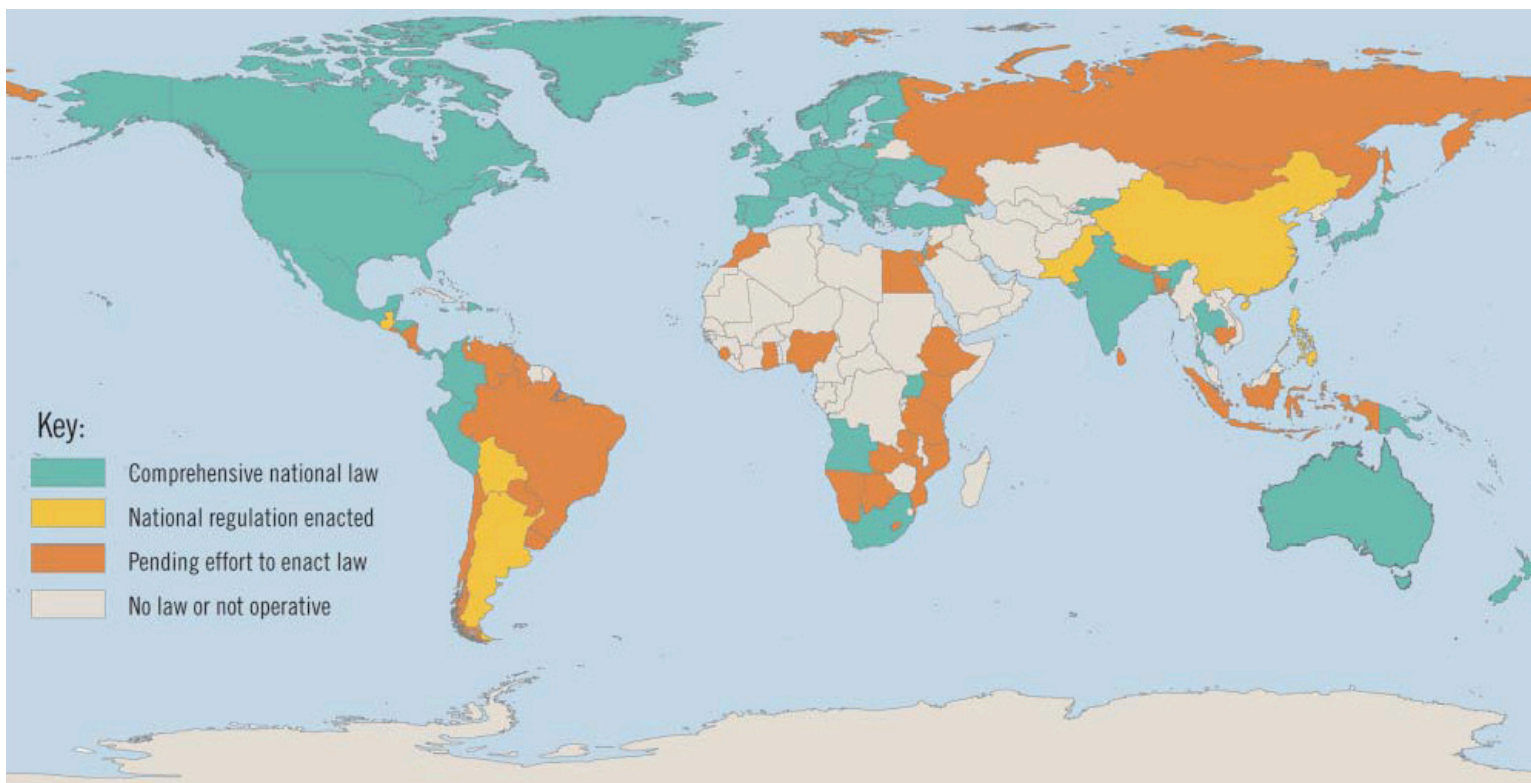 Key:
Comprehensive national law
National regulation enacted
Pending effort to enact law
No law or not operative